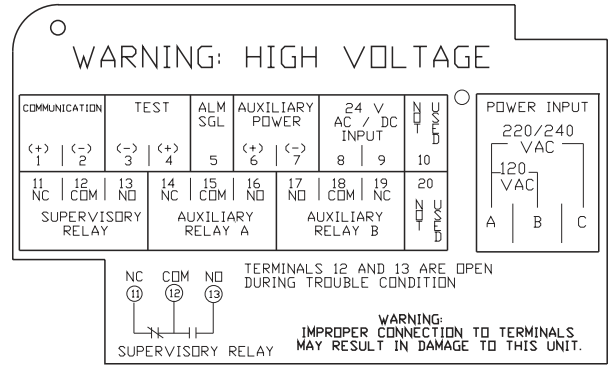 WARNING: HIGH VOLTAGE
COMMUNICATION TEST ALM SGL AUXILIARY POWER 24 V AC / DC INPUT NOT USED
(+) 1 (-) 2 (-) 3 (+) 4 5 (+) 6 (-) 7 8 9 10
11 NC 12 COM 13 NO 14 NC 15 COM 16 NO 17 NO 18 COM 19 NC 20
SUPERVISORY RELAY AUXILIARY RELAY A AUXILIARY RELAY B NOT USED
POWER INPUT
220/240
VAC
120
VAC
A B C
NC COM NO
11 12 13
SUPERVISORY RELAY
TERMINALS 12 AND 13 ARE OPEN
DURING TROUBLE CONDITION
WARNING:
IMPROPER CONNECTION TO TERMINALS
MAY RESULT IN DAMAGE TO THIS UNIT.